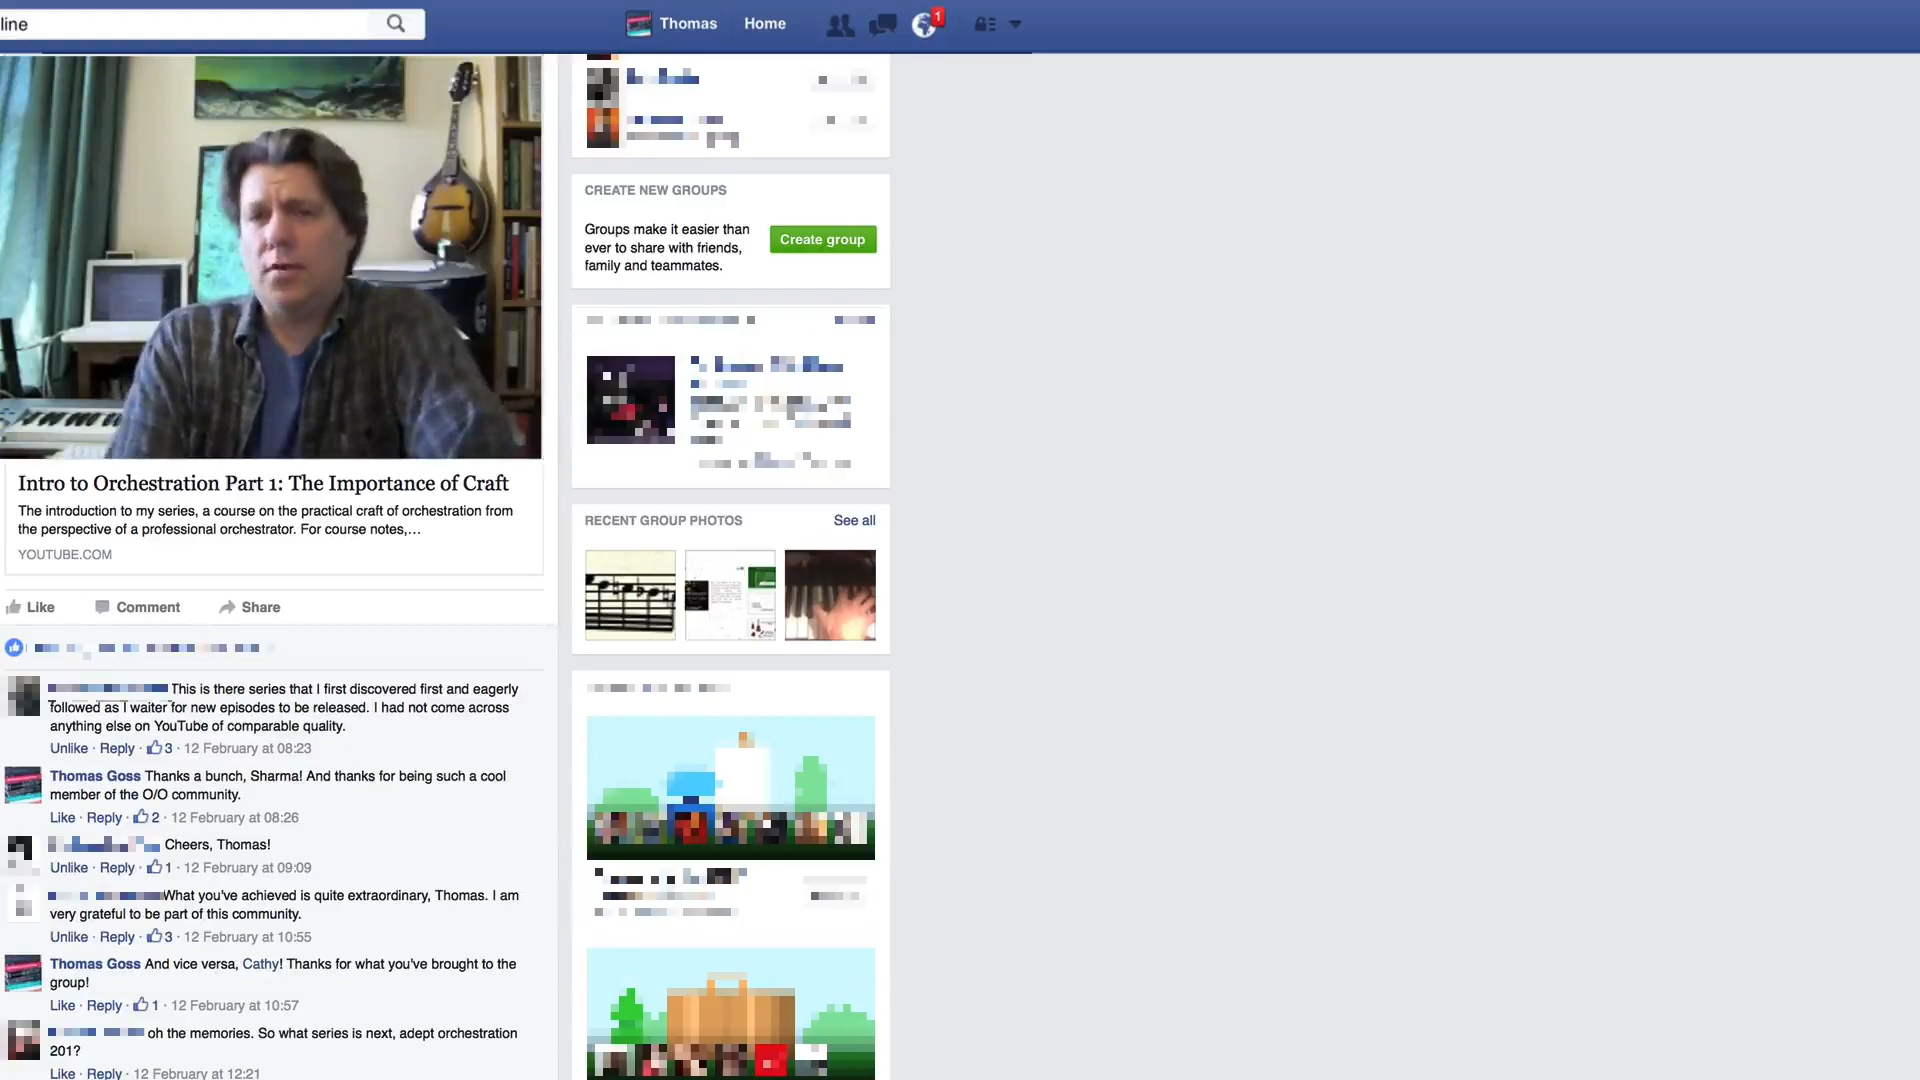 line
Thomas
Home
1
CREATE NEW GROUPS
Groups make it easier than
ever to share with friends,
family and teammates.
Create group
Intro to Orchestration Part 1: The Importance of Craft
The introduction to my series, a course on the practical craft of orchestration from
the perspective of a professional orchestrator. For course notes,...
YOUTUBE.COM
RECENT GROUP PHOTOS
See all
Like
Comment
Share
This is there series that I first discovered first and eagerly
followed as I waiter for new episodes to be released. I had not come across
anything else on YouTube of comparable quality.
Unlike · Reply · 3 · 12 February at 08:23
Thomas Goss Thanks a bunch, Sharma! And thanks for being such a cool
member of the O/O community.
Like · Reply · 2 · 12 February at 08:26
Cheers, Thomas!
Unlike · Reply · 1 · 12 February at 09:09
What you've achieved is quite extraordinary, Thomas. I am
very grateful to be part of this community.
Unlike · Reply · 3 · 12 February at 10:55
Thomas Goss And vice versa, Cathy! Thanks for what you've brought to the
group!
Like · Reply · 1 · 12 February at 10:57
oh the memories. So what series is next, adept orchestration
201?
Like · Reply · 12 February at 12:21